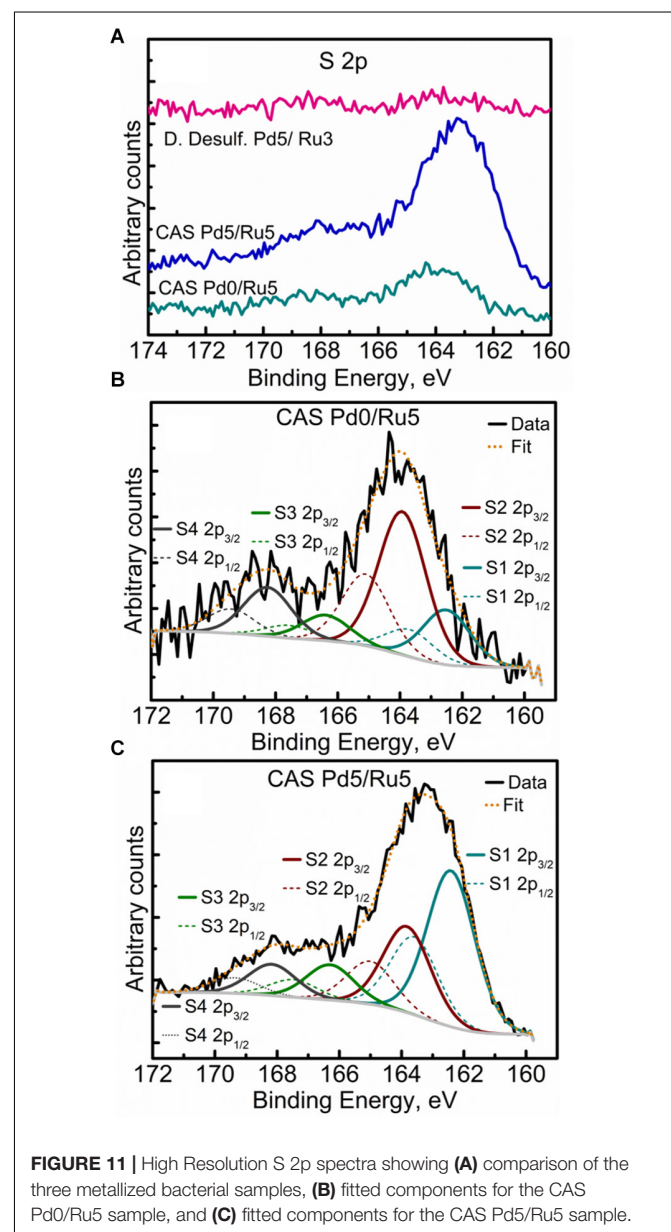 A
S 2p
D. Desulf. Pd5/ Ru3
CAS Pd5/Ru5
CAS Pd0/Ru5
Arbitrary counts
174 172 170 168 166 164 162 160
Binding Energy, eV
B
CAS Pd0/Ru5
Data
Fit
S4 2p3/2
S4 2p1/2
S3 2p3/2
S3 2p1/2
S2 2p3/2
S2 2p1/2
S1 2p3/2
S1 2p1/2
Arbitrary counts
172 170 168 166 164 162 160
Binding Energy, eV
C
CAS Pd5/Ru5
Data
Fit
S3 2p3/2
S3 2p1/2
S2 2p3/2
S2 2p1/2
S1 2p3/2
S1 2p1/2
S4 2p3/2
S4 2p1/2
Arbitrary counts
172 170 168 166 164 162 160
Binding Energy, eV
FIGURE 11 | High Resolution S 2p spectra showing (A) comparison of the
three metallized bacterial samples, (B) fitted components for the CAS
Pd0/Ru5 sample, and (C) fitted components for the CAS Pd5/Ru5 sample.